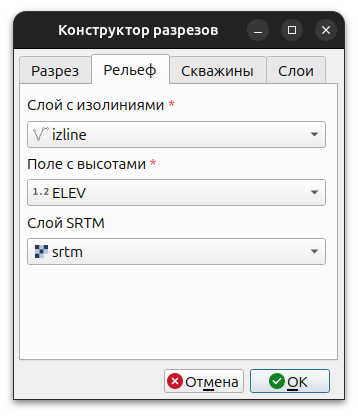 Конструктор разрезов
Разрез Рельеф Скважины Слои
Слой с изолиниями *
izline
Поле с высотами *
1.2 ELEV
Слой SRTM
srtm
Отмена OK